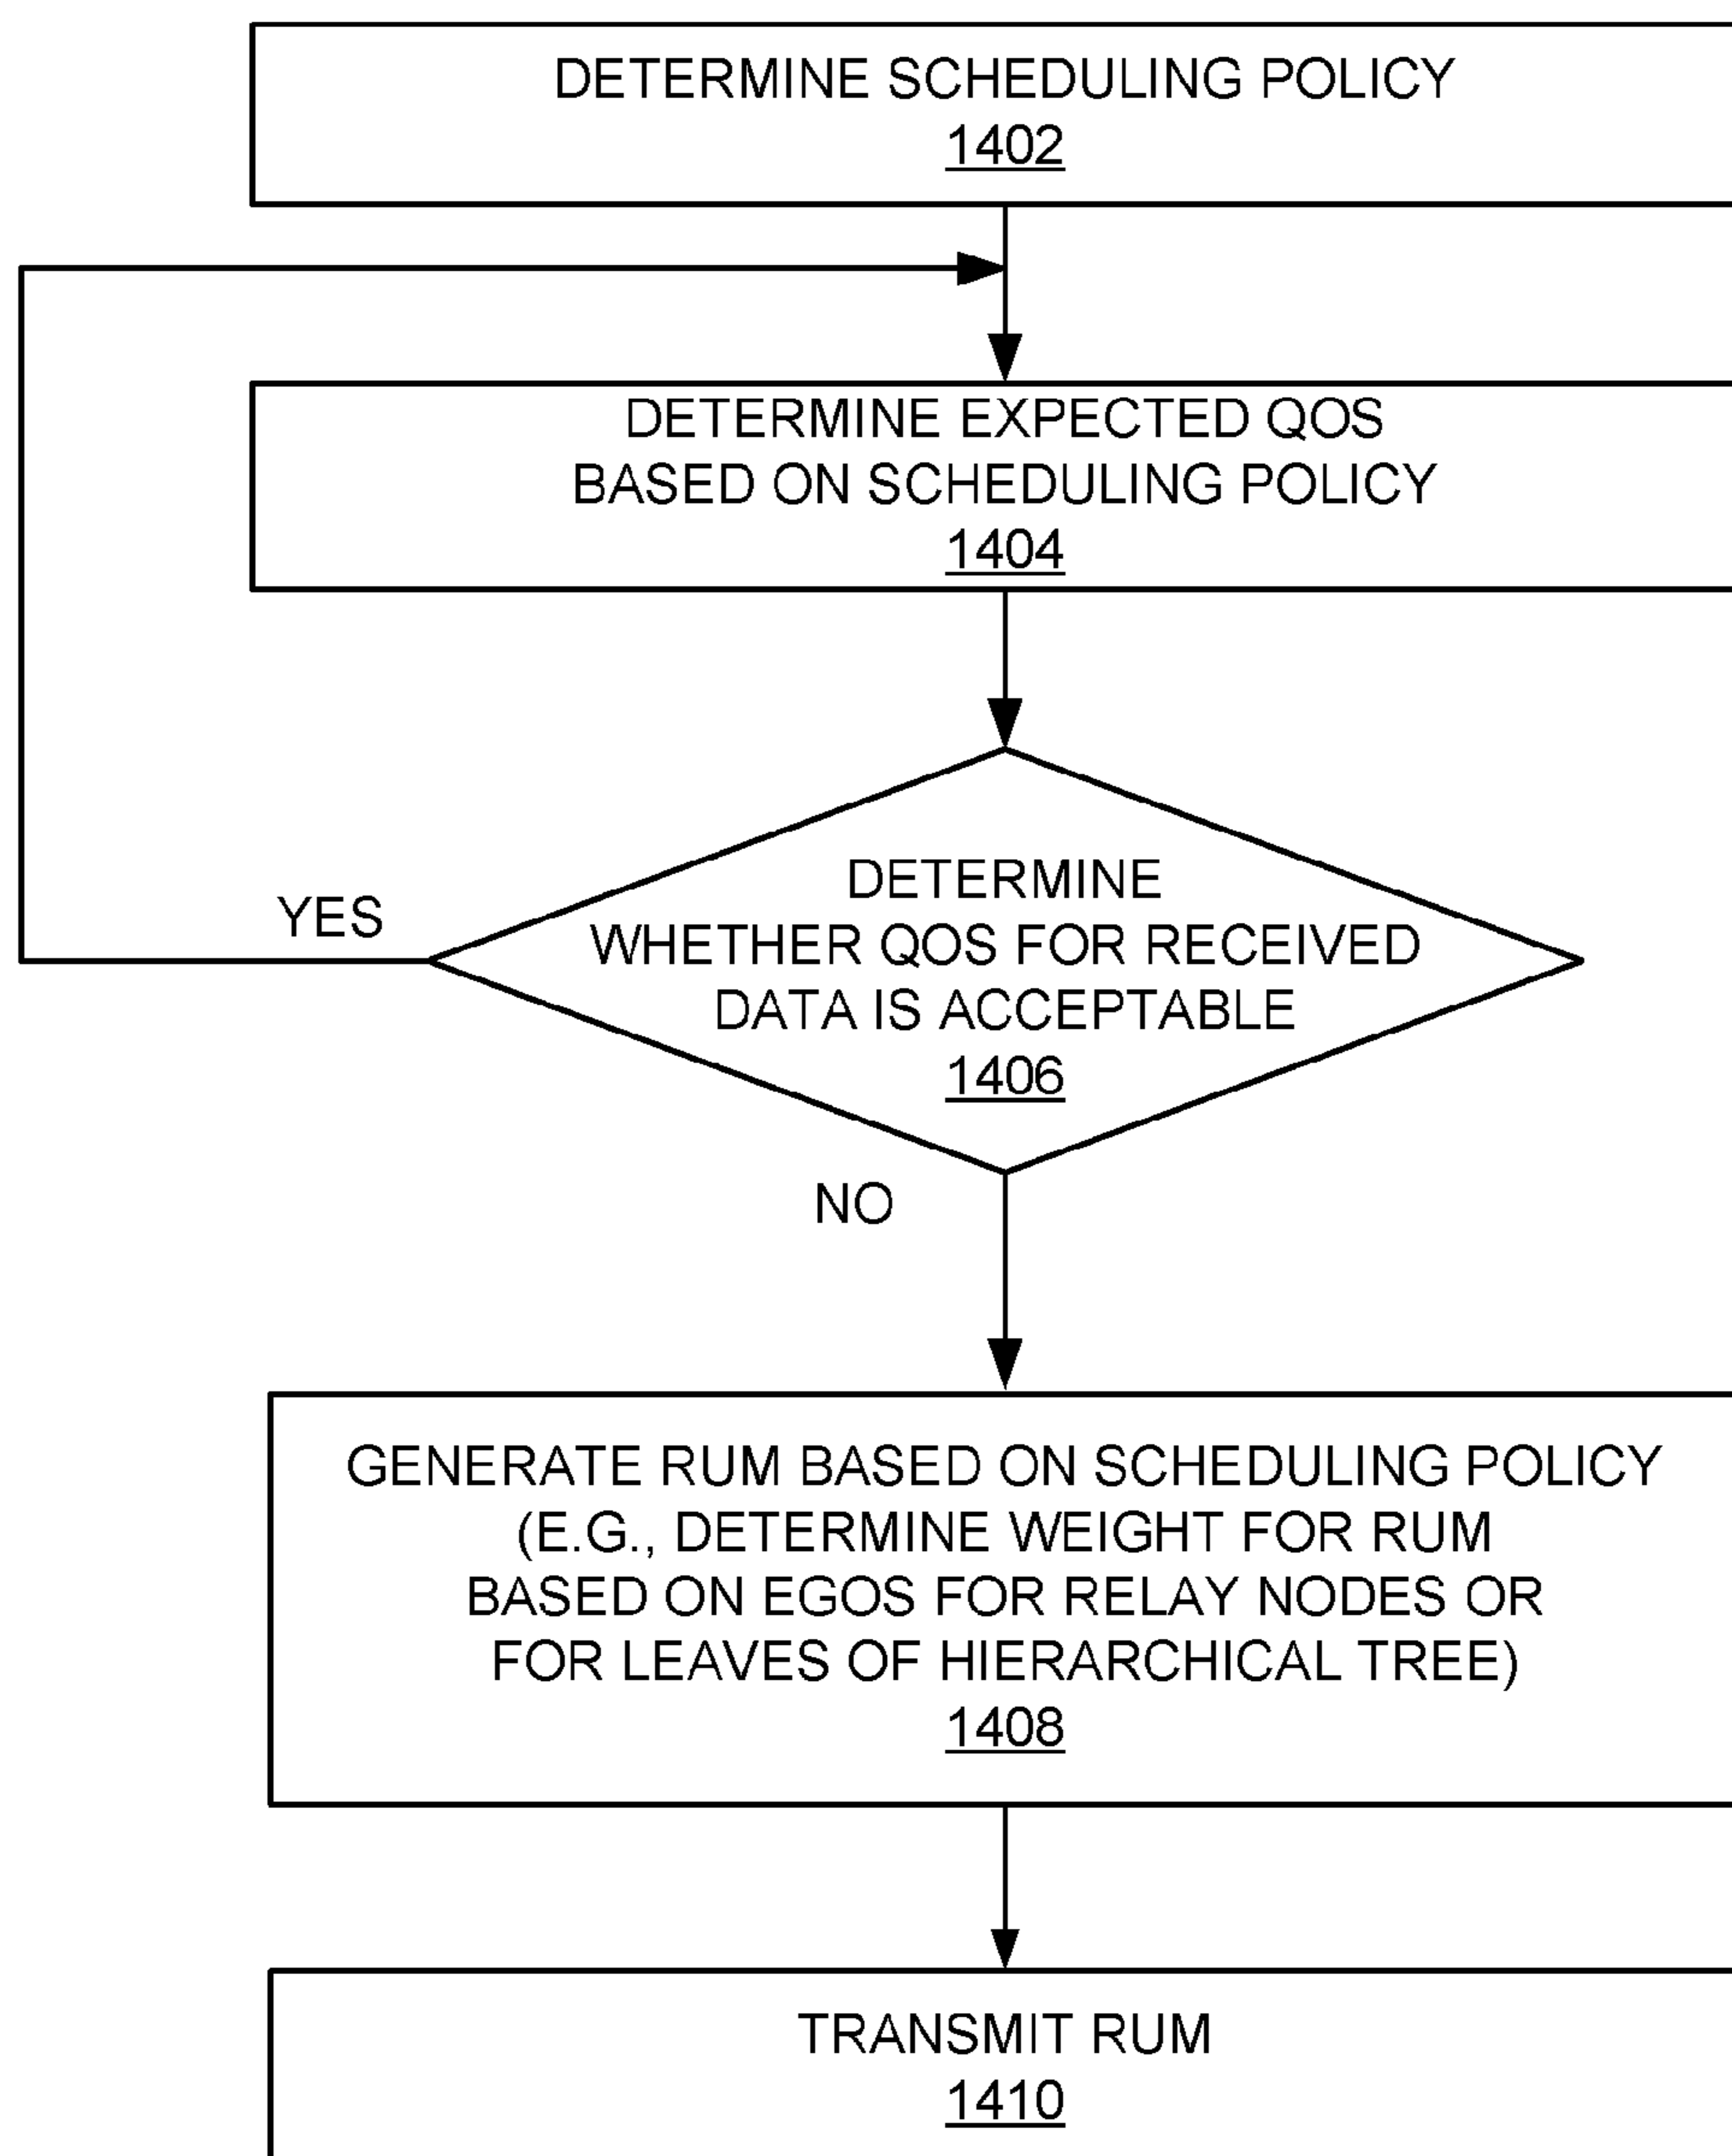 DETERMINE SCHEDULING POLICY
1402
DETERMINE EXPECTED QOS
BASED ON SCHEDULING POLICY
1404
DETERMINE
WHETHER QOS FOR RECEIVED
DATA IS ACCEPTABLE
1406
YES
NO
GENERATE RUM BASED ON SCHEDULING POLICY
(E.G., DETERMINE WEIGHT FOR RUM
BASED ON EGOS FOR RELAY NODES OR
FOR LEAVES OF HIERARCHICAL TREE)
1408
TRANSMIT RUM
1410